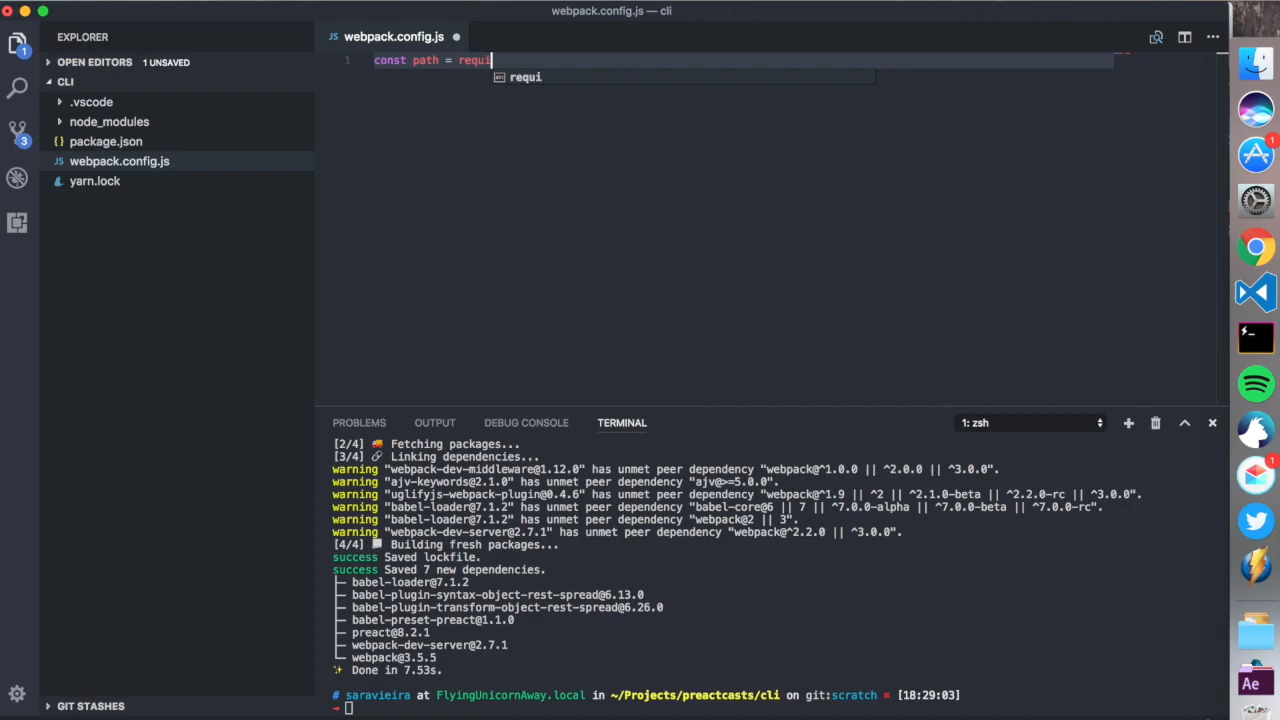 webpack.config.js — cli
EXPLORER
OPEN EDITORS 1 UNSAVED
CLI
.vscode
node_modules
{} package.json
JS webpack.config.js
yarn.lock
GIT STASHES
1
3
JS webpack.config.js
1 const path = requi
abc requi
PROBLEMS OUTPUT DEBUG CONSOLE TERMINAL 1: zsh
[2/4] 🚚 Fetching packages...
[3/4] 🔗 Linking dependencies...
warning "webpack-dev-middleware@1.12.0" has unmet peer dependency "webpack@^1.0.0 || ^2.0.0 || ^3.0.0".
warning "ajv-keywords@2.1.0" has unmet peer dependency "ajv@>=5.0.0".
warning "uglifyjs-webpack-plugin@0.4.6" has unmet peer dependency "webpack@^1.9 || ^2 || ^2.1.0-beta || ^2.2.0-rc || ^3.0.0".
warning "babel-loader@7.1.2" has unmet peer dependency "babel-core@6 || 7 || ^7.0.0-alpha || ^7.0.0-beta || ^7.0.0-rc".
warning "babel-loader@7.1.2" has unmet peer dependency "webpack@2 || 3".
warning "webpack-dev-server@2.7.1" has unmet peer dependency "webpack@^2.2.0 || ^3.0.0".
[4/4] 📃 Building fresh packages...
success Saved lockfile.
success Saved 7 new dependencies.
├─ babel-loader@7.1.2
├─ babel-plugin-syntax-object-rest-spread@6.13.0
├─ babel-plugin-transform-object-rest-spread@6.26.0
├─ babel-preset-preact@1.1.0
├─ preact@8.2.1
├─ webpack-dev-server@2.7.1
└─ webpack@3.5.5
✨ Done in 7.53s.
# saravieira at FlyingUnicornAway.local in ~/Projects/preactcasts/cli on git:scratch ✖ [18:29:03]
→
1
1
Ae